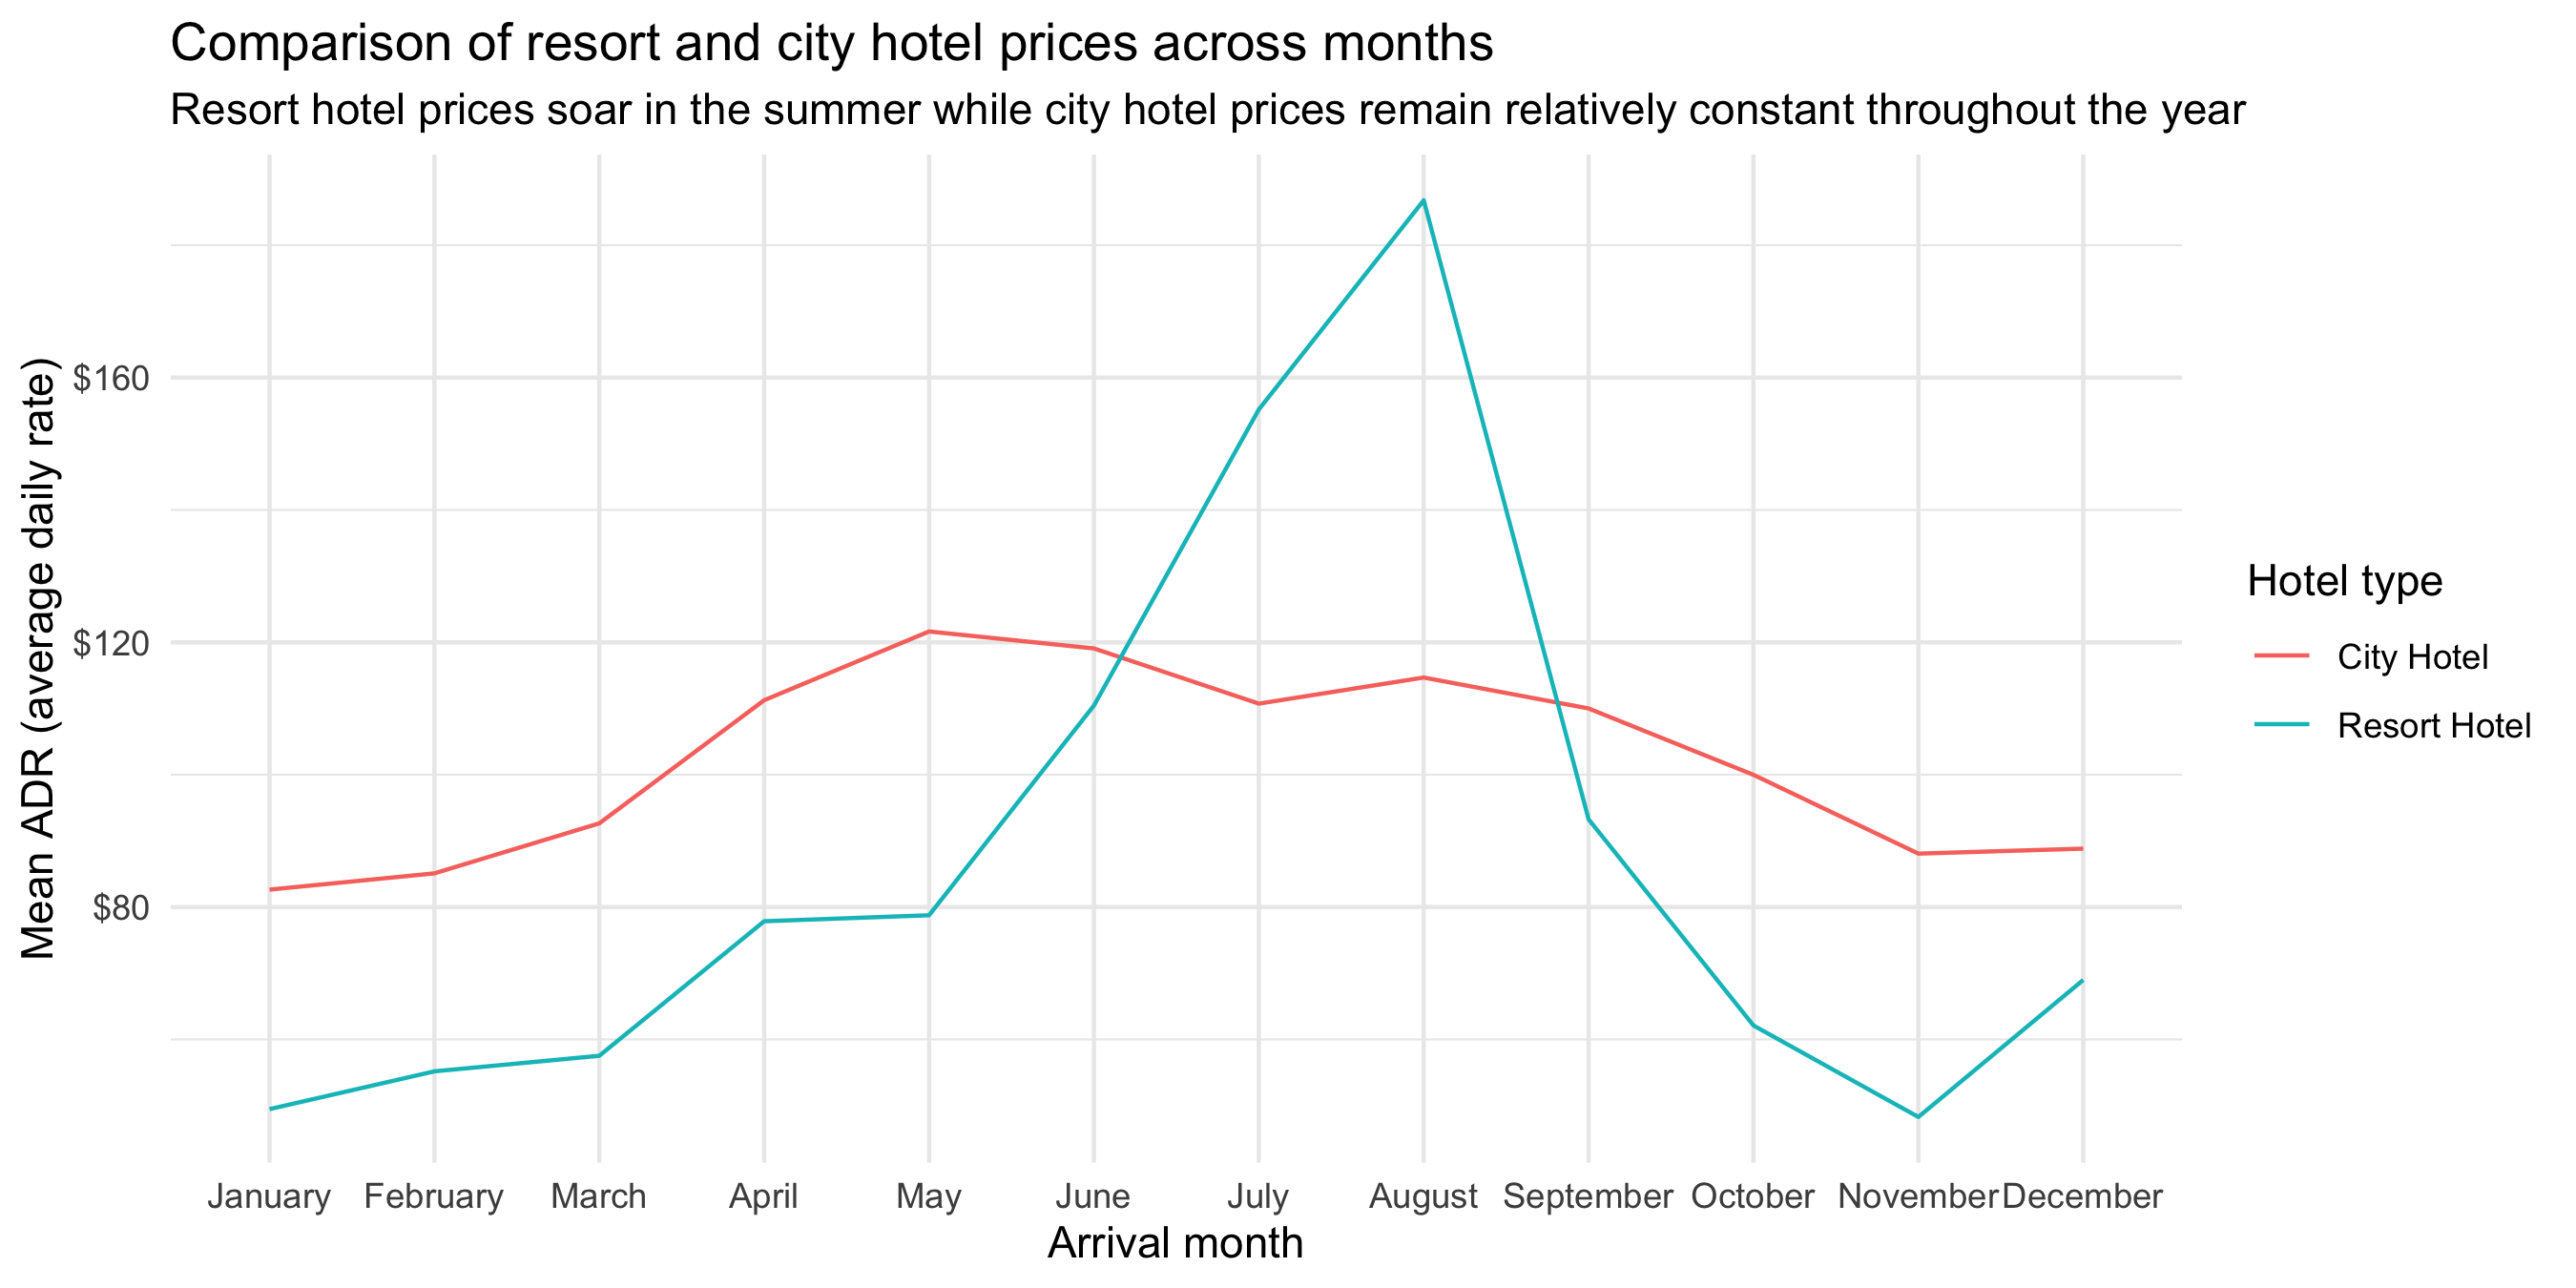 Comparison of resort and city hotel prices across months
Resort hotel prices soar in the summer while city hotel prices remain relatively constant throughout the year
Mean ADR (average daily rate)
$160
$120
$80
January February March April May June July August September October November December
Arrival month
Hotel type
City Hotel
Resort Hotel